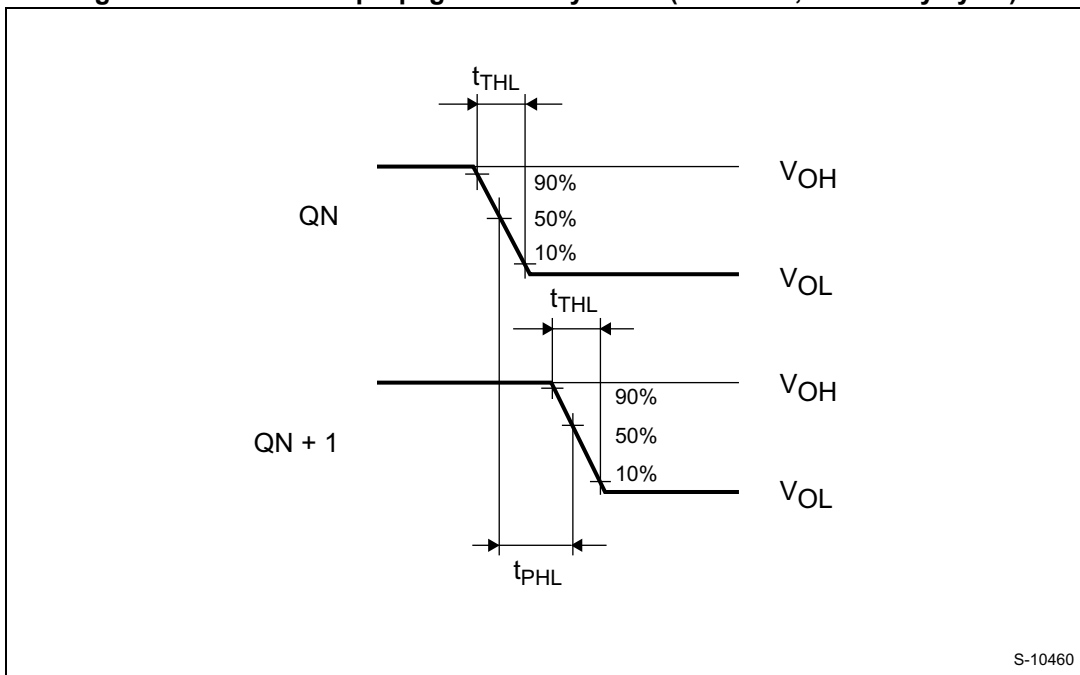 tTHL
VOH
90%
QN
50%
10%
VOL
tTHL
VOH
90%
QN + 1
50%
10%
VOL
tPHL
S-10460